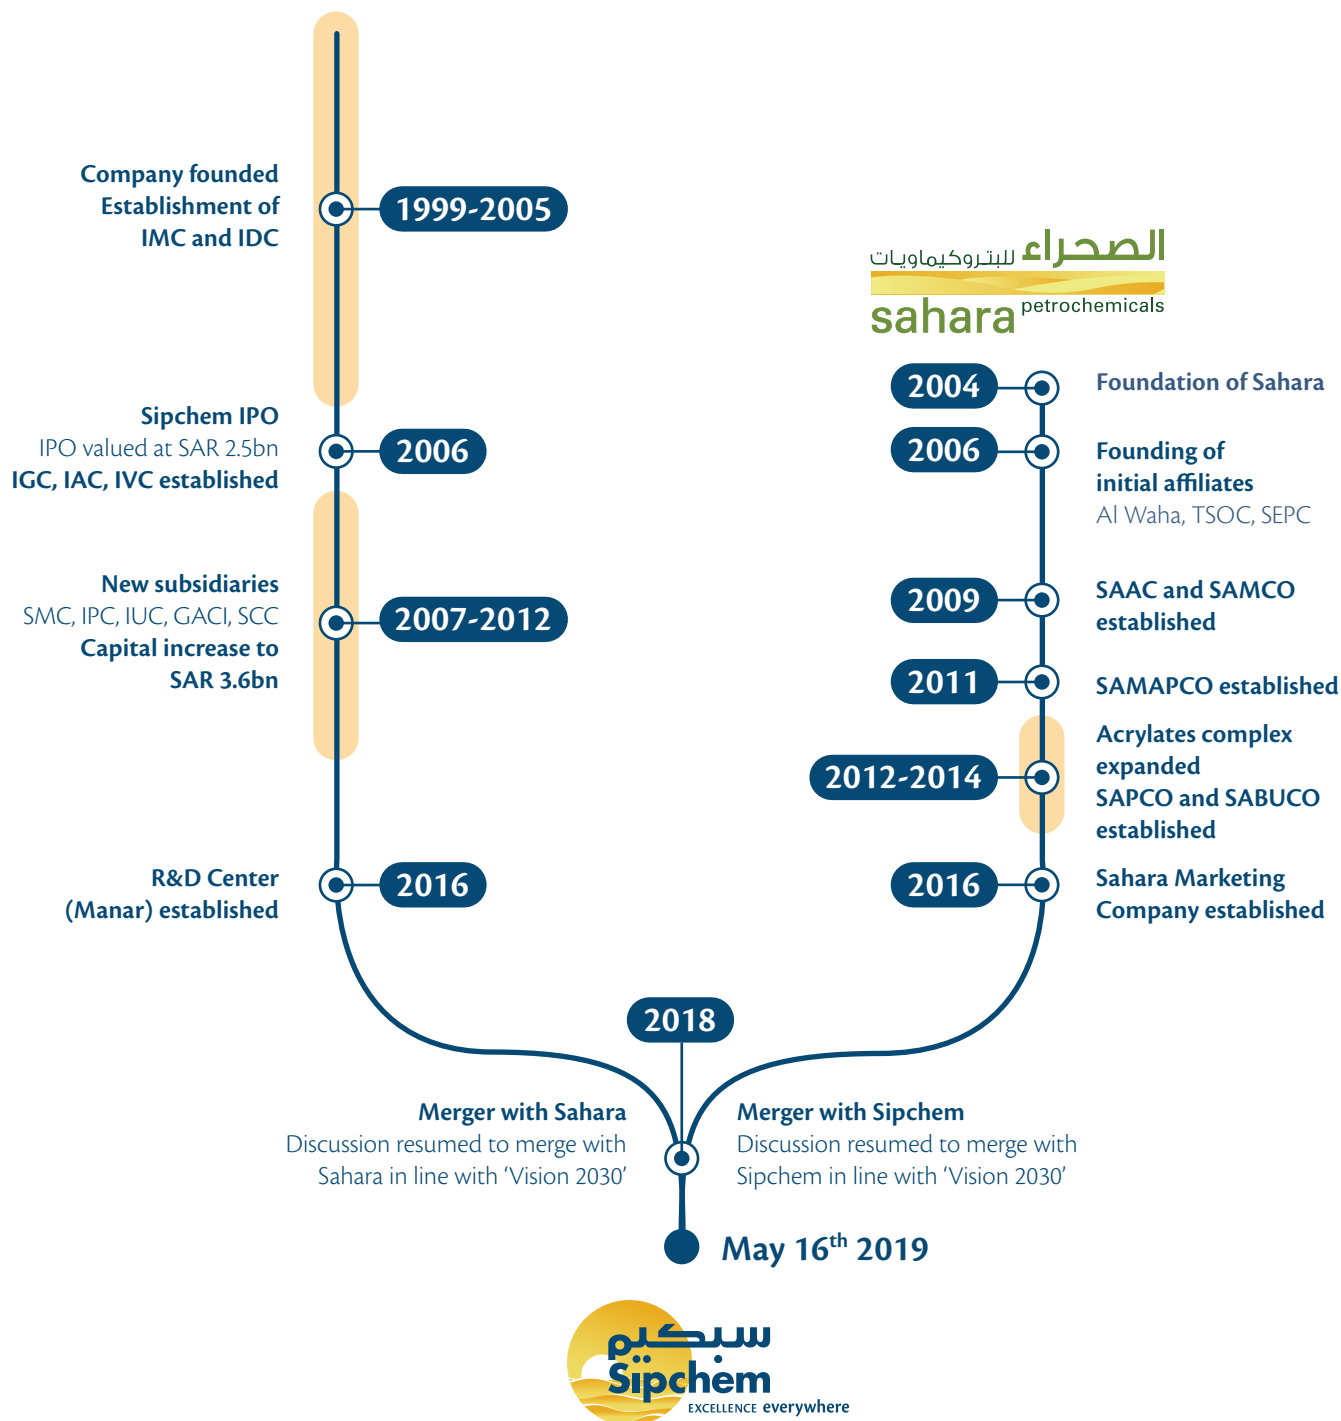 Company founded
Establishment of
IMC and IDC
1999-2005
Sipchem IPO
IPO valued at SAR 2.5bn
IGC, IAC, IVC established
2006
New subsidiaries
SMC, IPC, IUC, GACI, SCC
Capital increase to
SAR 3.6bn
2007-2012
R&D Center
(Manar) established
2016
الصحراء للبتروكيماويات
sahara petrochemicals
2004
Foundation of Sahara
2006
Founding of
initial affiliates
Al Waha, TSOC, SEPC
2009
SAAC and SAMCO
established
2011
SAMAPCO established
2012-2014
Acrylates complex
expanded
SAPCO and SABUCO
established
2016
Sahara Marketing
Company established
2018
Merger with Sahara
Discussion resumed to merge with
Sahara in line with ‘Vision 2030’
Merger with Sipchem
Discussion resumed to merge with
Sipchem in line with ‘Vision 2030’
May 16th 2019
سبكيم
Sipchem
EXCELLENCE everywhere